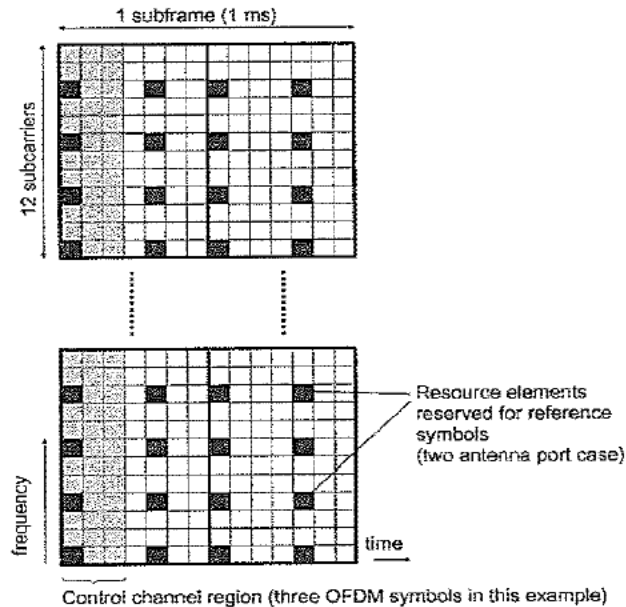 1 subframe (1 ms)
12 subcarriers
Resource elements
reserved for reference
symbols
(two antenna port case)
frequency
time
Control channel region (three OFDM symbols in this example)